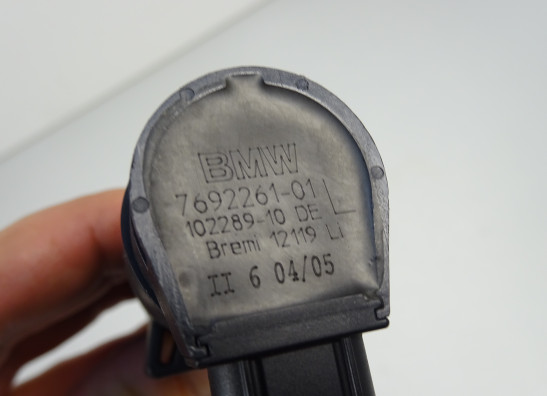 BMW
7692261-01 L
102289-10 DE
Bremi 12119 Li
II 6 04/05